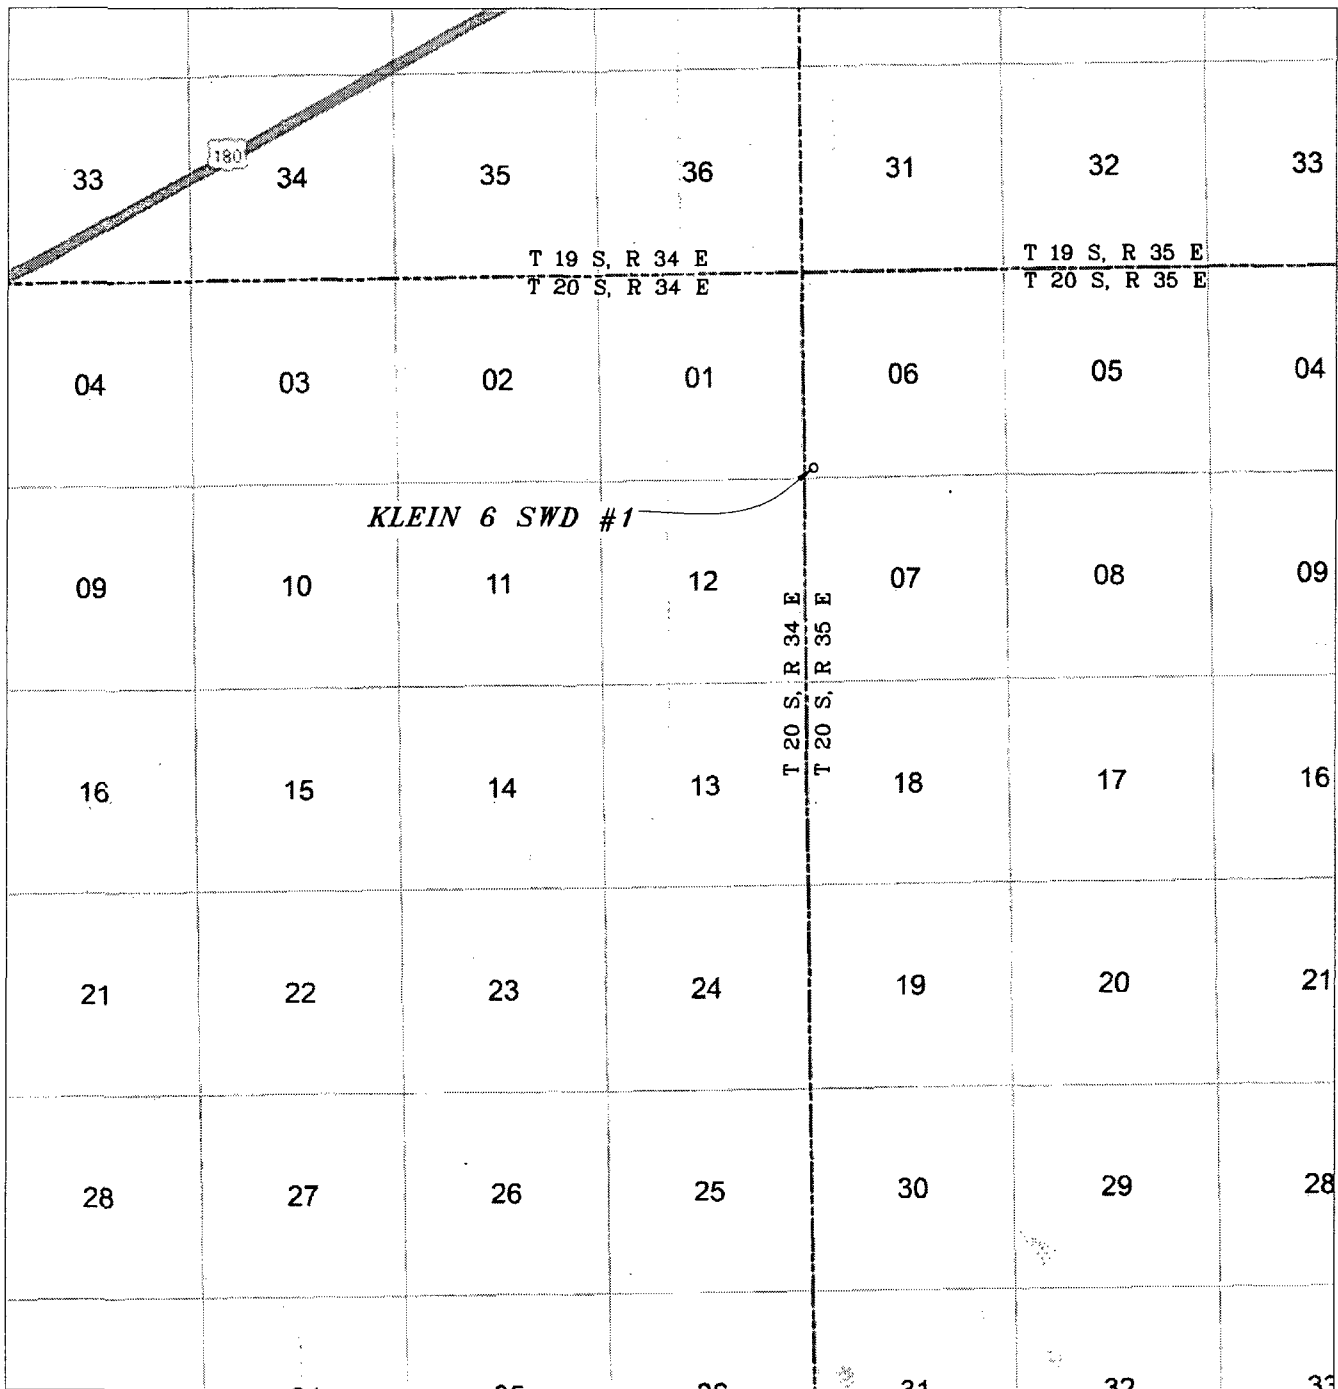 180
33 34 35 36 31 32 33
T 19 S, R 34 E
T 20 S, R 34 E
T 19 S, R 35 E
T 20 S, R 35 E
04 03 02 01 06 05 04
KLEIN 6 SWD #1
09 10 11 12 07 08 09
T 20 S, R 34 E
T 20 S, R 35 E
16 15 14 13 18 17 16
21 22 23 24 19 20 21
28 27 26 25 30 29 28
31 32